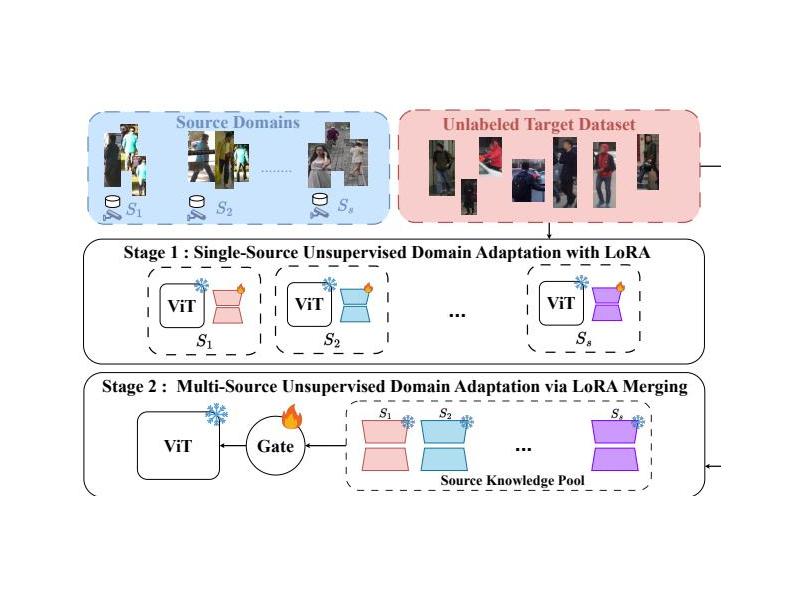 Source Domains
Unlabeled Target Dataset
........
S_1
S_2
S_s
Stage 1 : Single-Source Unsupervised Domain Adaptation with LoRA
ViT
ViT
...
ViT
S_1
S_2
S_s
Stage 2 : Multi-Source Unsupervised Domain Adaptation via LoRA Merging
S_1
S_2
S_s
ViT
Gate
...
Source Knowledge Pool